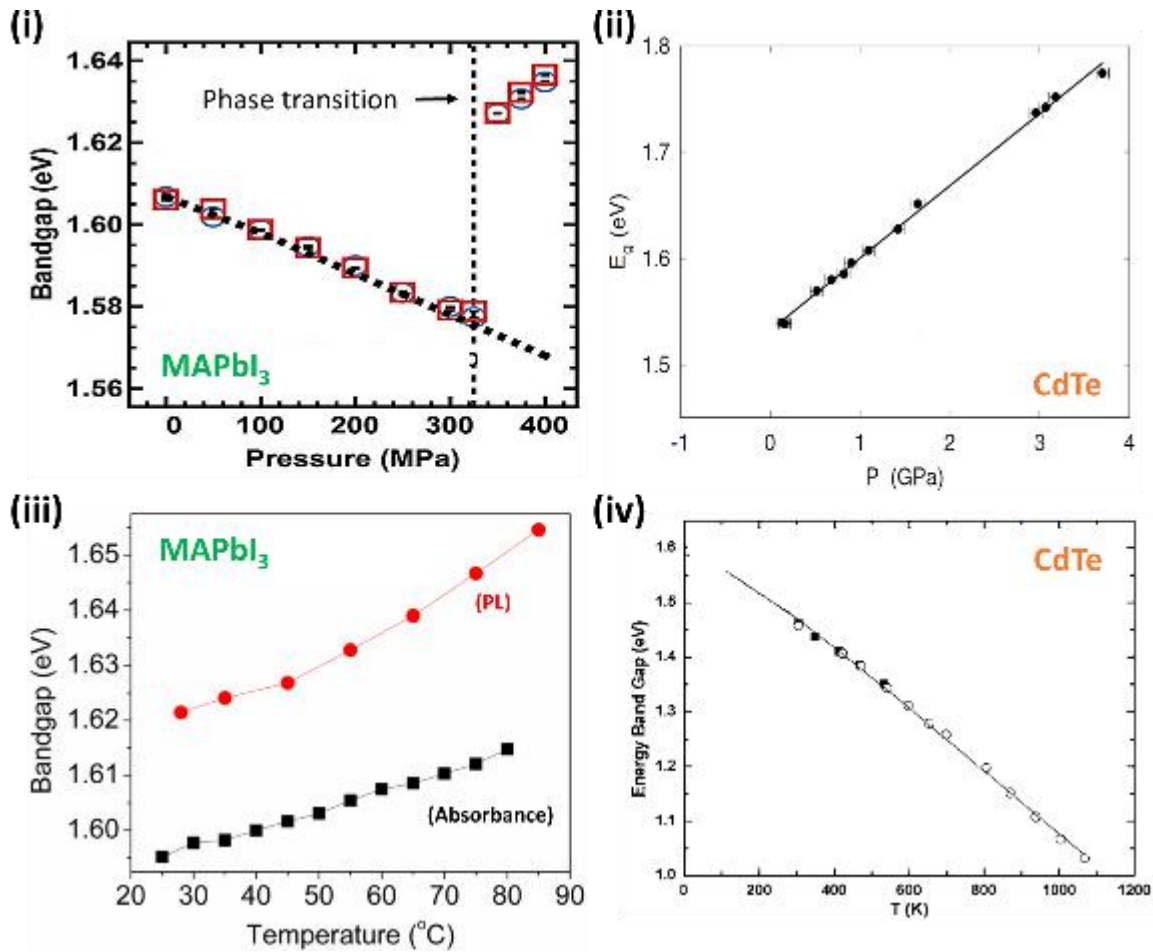 (i)
Bandgap (eV)
1.64
1.62
1.60
1.58
1.56
Phase transition
MAPbI₃
0 100 200 300 400
Pressure (MPa)
(ii)
E_g (eV)
1.8
1.7
1.6
1.5
CdTe
-1 0 1 2 3 4
P (GPa)
(iii)
Bandgap (eV)
1.65
1.64
1.63
1.62
1.61
1.60
MAPbI₃
(PL)
(Absorbance)
20 30 40 50 60 70 80 90
Temperature (°C)
(iv)
Energy Band Gap (eV)
1.6
1.5
1.4
1.3
1.2
1.1
1.0
CdTe
0 200 400 600 800 1000 1200
T (K)